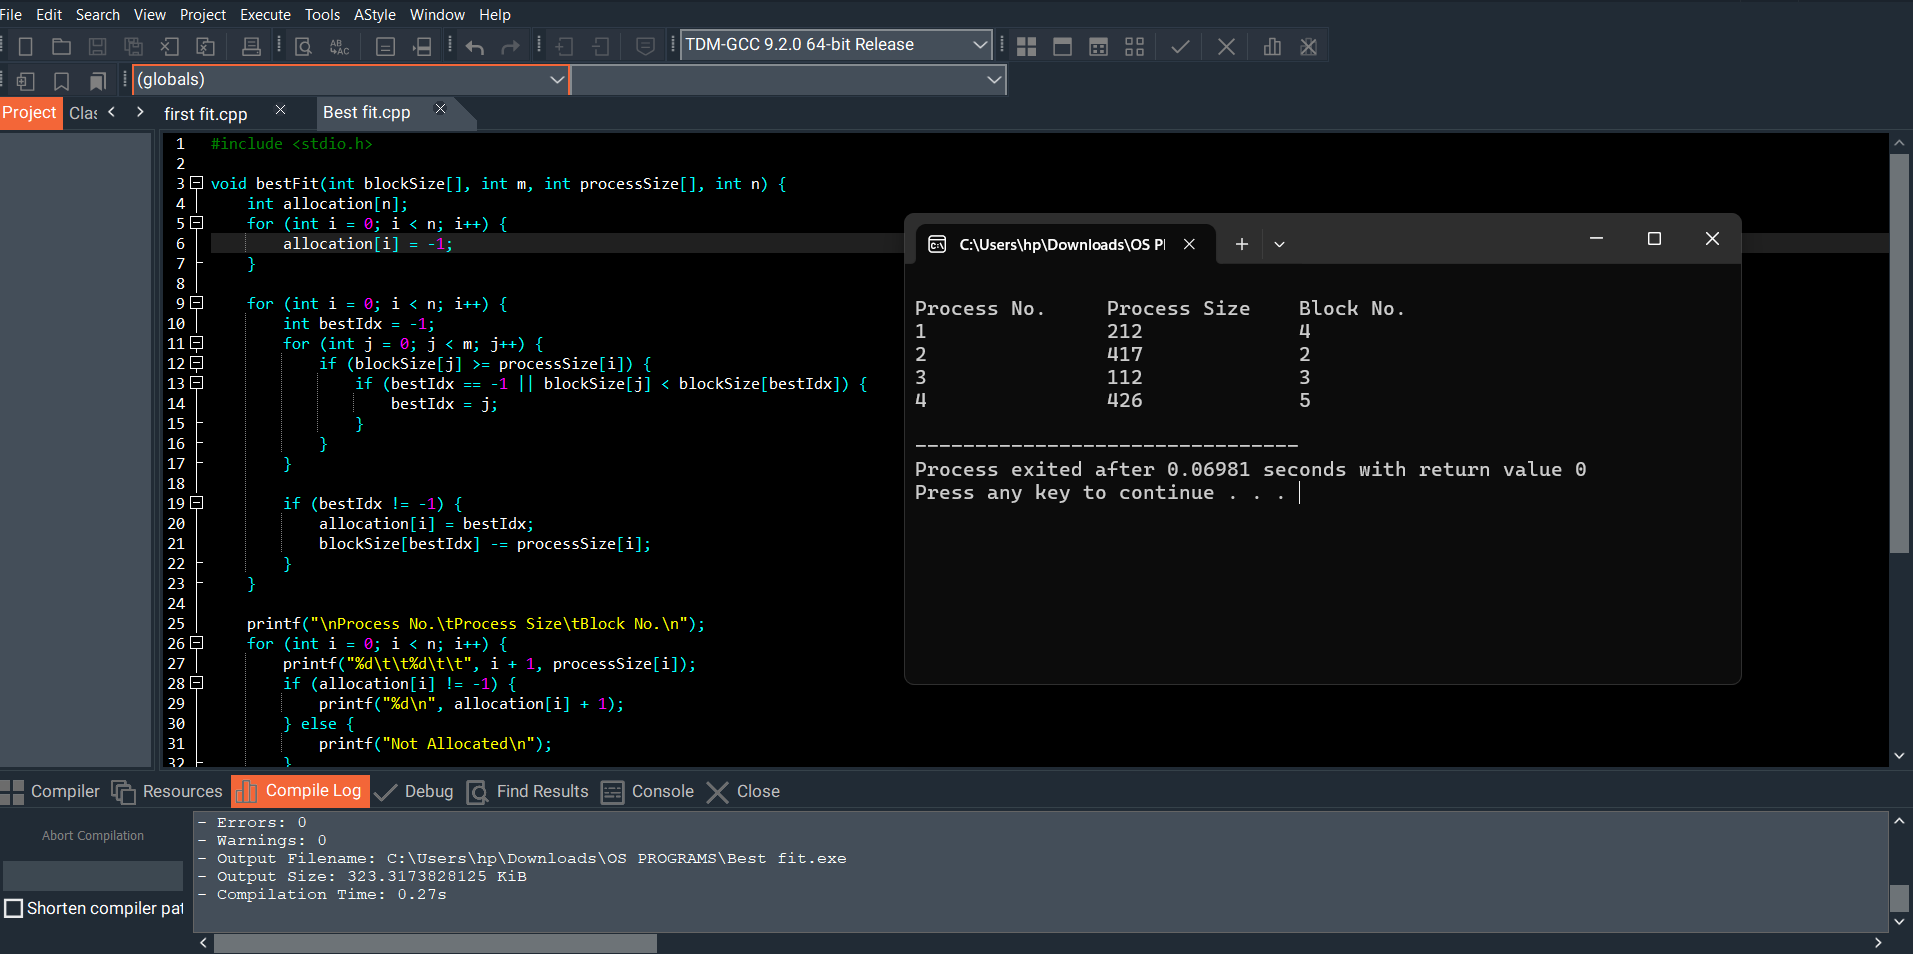 File Edit Search View Project Execute Tools AStyle Window Help
TDM-GCC 9.2.0 64-bit Release
(globals)
Project Clas first fit.cpp Best fit.cpp
1 #include <stdio.h>
2
3 void bestFit(int blockSize[], int m, int processSize[], int n) {
4 int allocation[n];
5 for (int i = 0; i < n; i++) {
6 allocation[i] = -1;
7 }
8
9 for (int i = 0; i < n; i++) {
10 int bestIdx = -1;
11 for (int j = 0; j < m; j++) {
12 if (blockSize[j] >= processSize[i]) {
13 if (bestIdx == -1 || blockSize[j] < blockSize[bestIdx]) {
14 bestIdx = j;
15 }
16 }
17 }
18
19 if (bestIdx != -1) {
20 allocation[i] = bestIdx;
21 blockSize[bestIdx] -= processSize[i];
22 }
23 }
24
25 printf("\nProcess No.\tProcess Size\tBlock No.\n");
26 for (int i = 0; i < n; i++) {
27 printf("%d\t\t%d\t\t", i + 1, processSize[i]);
28 if (allocation[i] != -1) {
29 printf("%d\n", allocation[i] + 1);
30 } else {
31 printf("Not Allocated\n");
32 }
C:\Users\hp\Downloads\OS P
Process No. Process Size Block No.
1 212 4
2 417 2
3 112 3
4 426 5
--------------------------------
Process exited after 0.06981 seconds with return value 0
Press any key to continue . . .
Compiler Resources Compile Log Debug Find Results Console Close
Abort Compilation
Shorten compiler pat
- Errors: 0
- Warnings: 0
- Output Filename: C:\Users\hp\Downloads\OS PROGRAMS\Best fit.exe
- Output Size: 323.3173828125 KiB
- Compilation Time: 0.27s